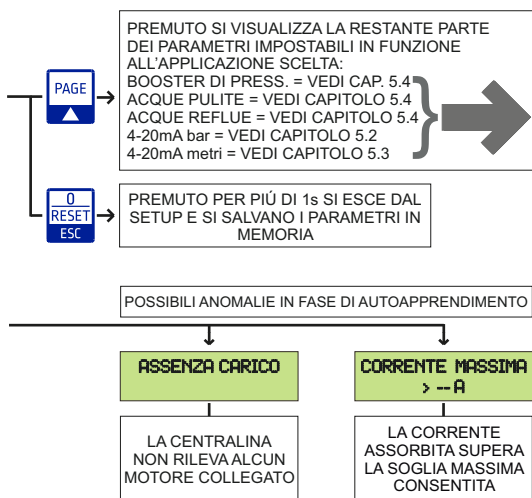 PREMUTO SI VISUALIZZA LA RESTANTE PARTE
DEI PARAMETRI IMPOSTABILI IN FUNZIONE
ALL'APPLICAZIONE SCELTA:
BOOSTER DI PRESS. = VEDI CAP. 5.4
ACQUE PULITE = VEDI CAPITOLO 5.4
ACQUE REFLUE = VEDI CAPITOLO 5.4
4-20mA bar = VEDI CAPITOLO 5.2
4-20mA metri = VEDI CAPITOLO 5.3
PAGE
0
RESET
ESC
PREMUTO PER PIÚ DI 1s SI ESCE DAL
SETUP E SI SALVANO I PARAMETRI IN
MEMORIA
POSSIBILI ANOMALIE IN FASE DI AUTOAPPRENDIMENTO
ASSENZA CARICO
LA CENTRALINA
NON RILEVA ALCUN
MOTORE COLLEGATO
CORRENTE MASSIMA
> --A
LA CORRENTE
ASSORBITA SUPERA
LA SOGLIA MASSIMA
CONSENTITA